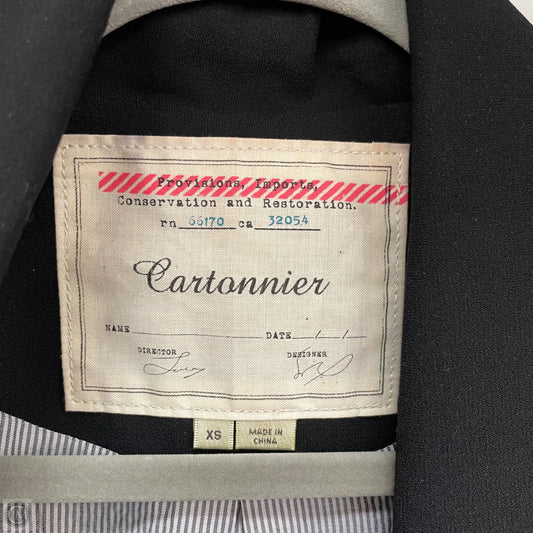 Provisions, Imports,
Conservation and Restoration.
rn 66170 ca 32054
Cartonnier
NAME DATE / /
DIRECTOR DESIGNER
XS MADE IN
CHINA